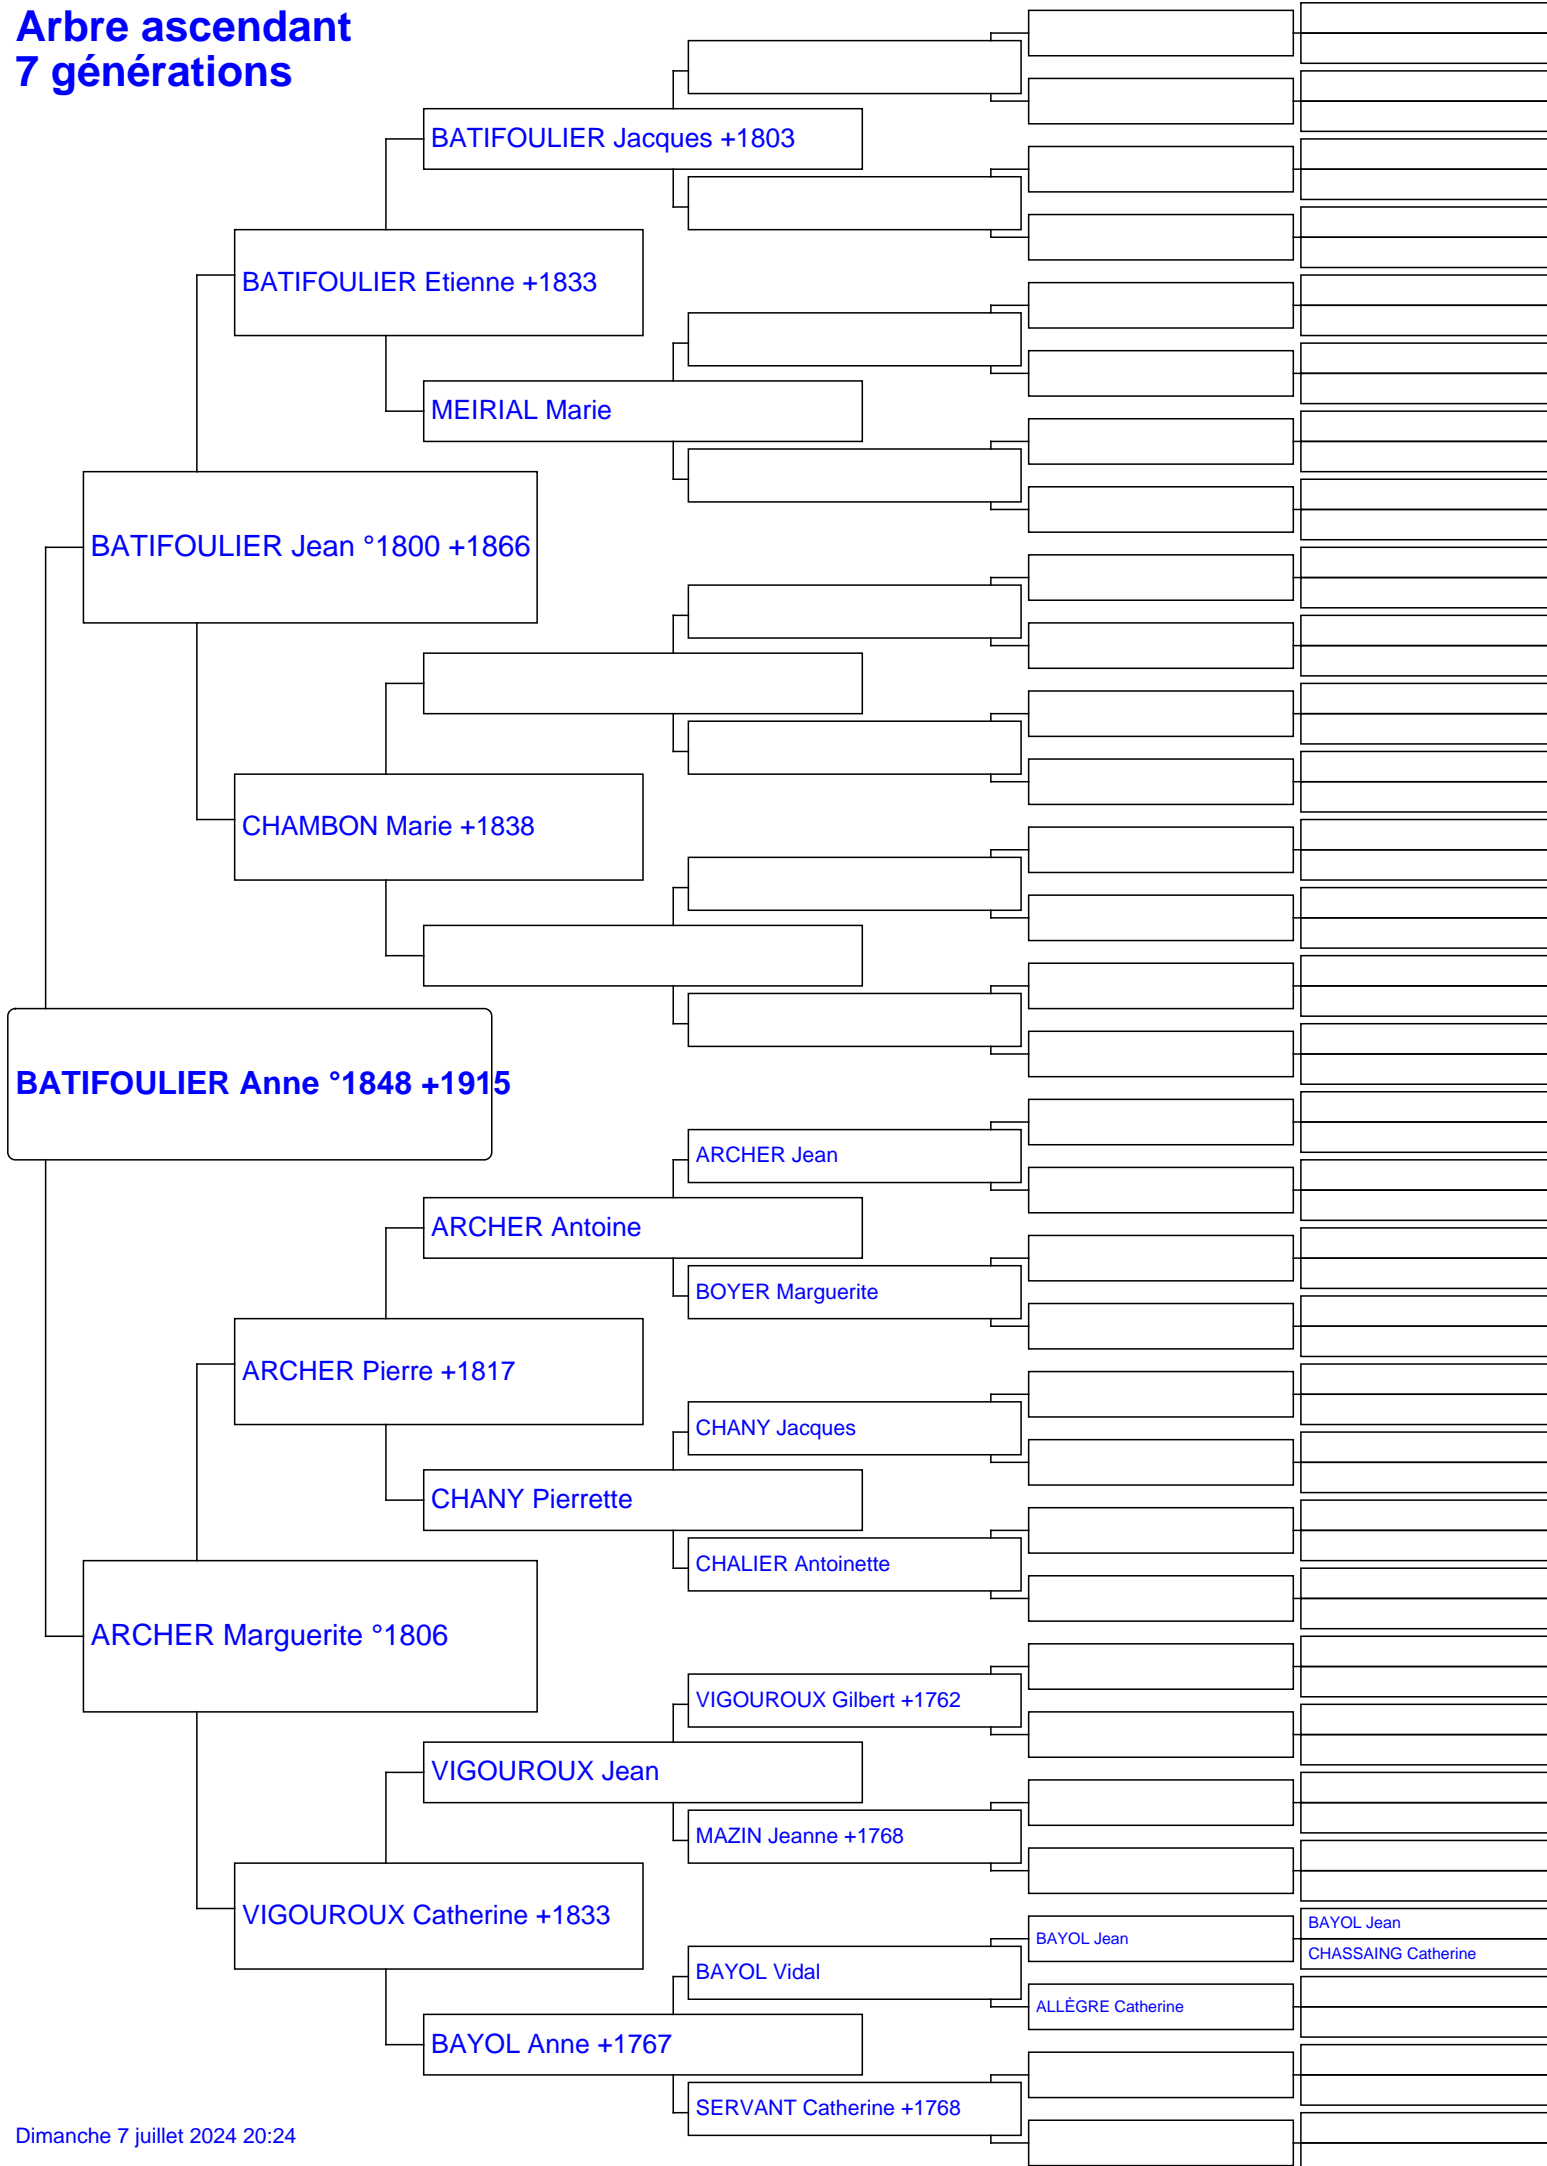 Arbre ascendant
7 générations
BATIFOULIER Jacques +1803
BATIFOULIER Etienne +1833
MEIRIAL Marie
BATIFOULIER Jean °1800 +1866
CHAMBON Marie +1838
BATIFOULIER Anne °1848 +1915
ARCHER Jean
ARCHER Antoine
BOYER Marguerite
ARCHER Pierre +1817
CHANY Jacques
CHANY Pierrette
CHALIER Antoinette
ARCHER Marguerite °1806
VIGOUROUX Gilbert +1762
VIGOUROUX Jean
MAZIN Jeanne +1768
VIGOUROUX Catherine +1833
BAYOL Jean
BAYOL Jean
CHASSAING Catherine
BAYOL Vidal
ALLÈGRE Catherine
BAYOL Anne +1767
SERVANT Catherine +1768
Dimanche 7 juillet 2024 20:24